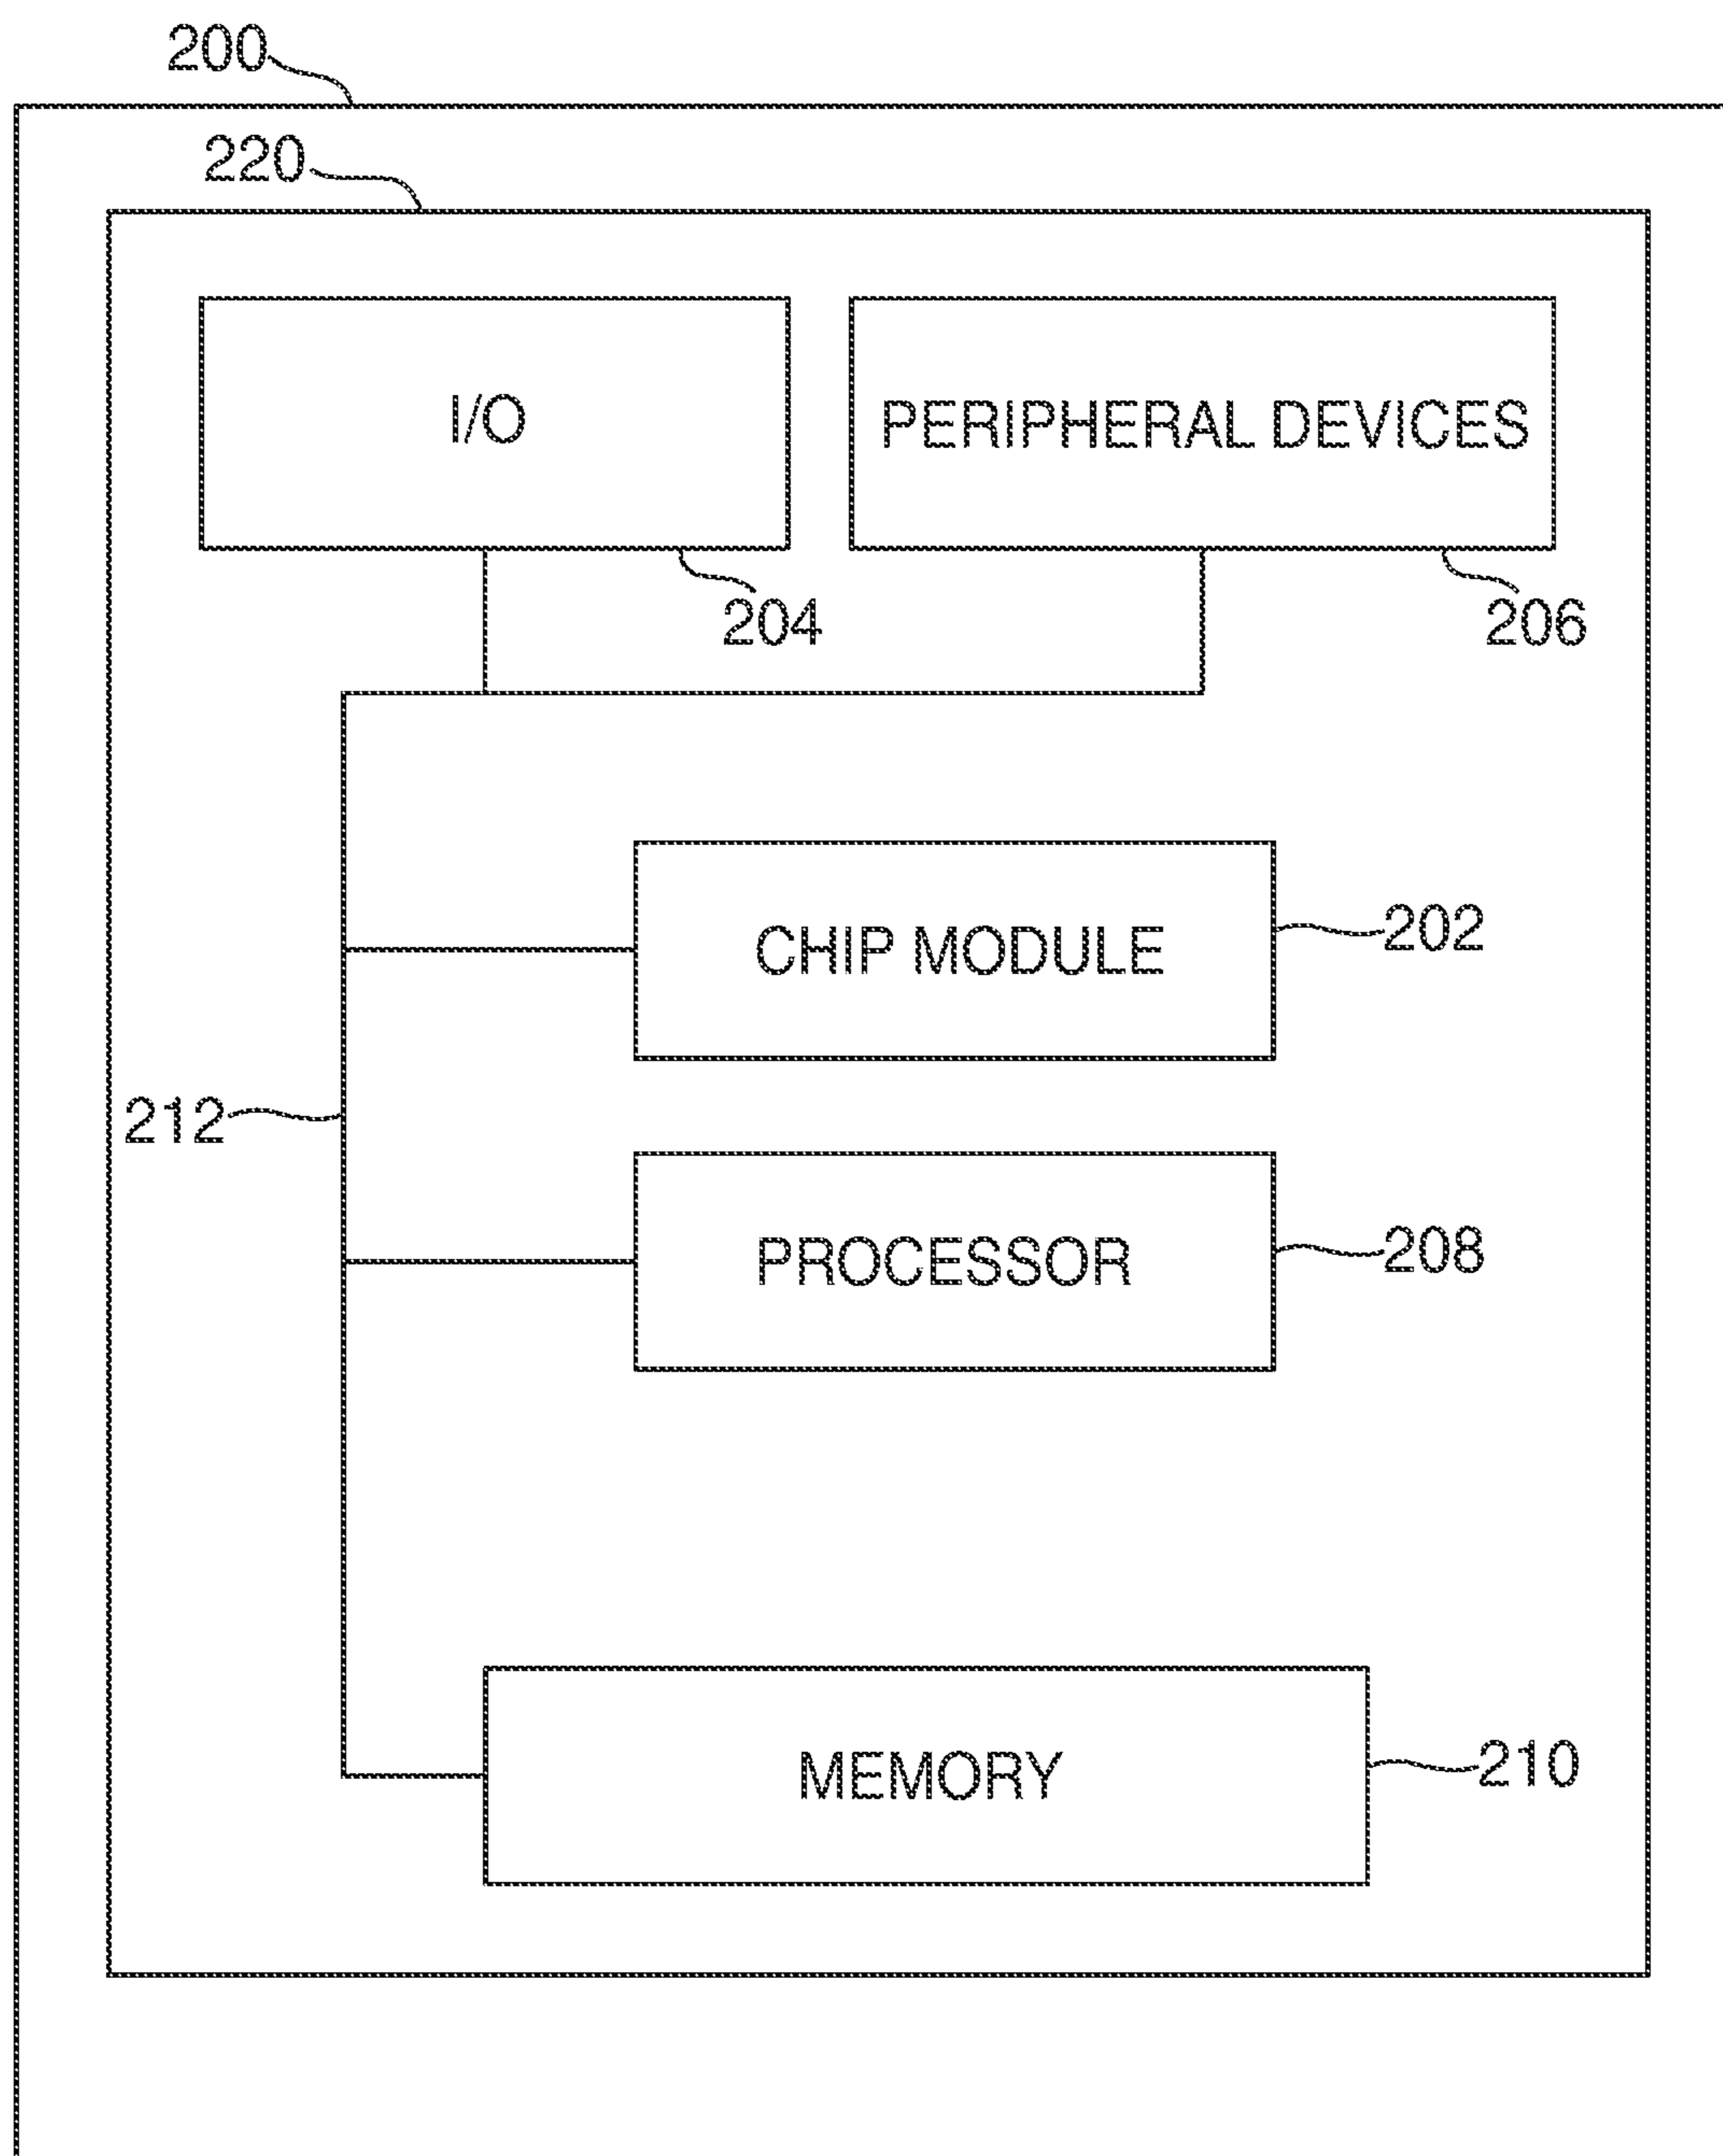 200
220
I/O
PERIPHERAL DEVICES
204
206
CHIP MODULE
202
212
PROCESSOR
208
MEMORY
210